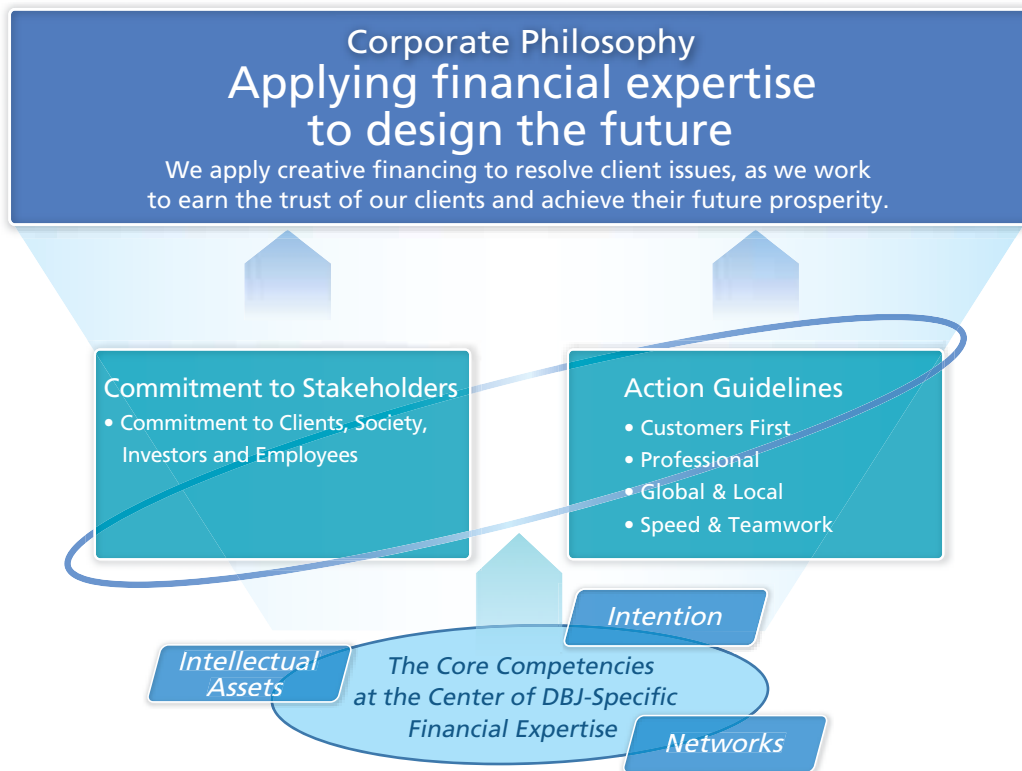 Corporate Philosophy
Applying financial expertise
to design the future
We apply creative financing to resolve client issues, as we work
to earn the trust of our clients and achieve their future prosperity.
Commitment to Stakeholders
• Commitment to Clients, Society,
Investors and Employees
Action Guidelines
• Customers First
• Professional
• Global & Local
• Speed & Teamwork
Intention
Intellectual
Assets
The Core Competencies
at the Center of DBJ-Specific
Financial Expertise
Networks